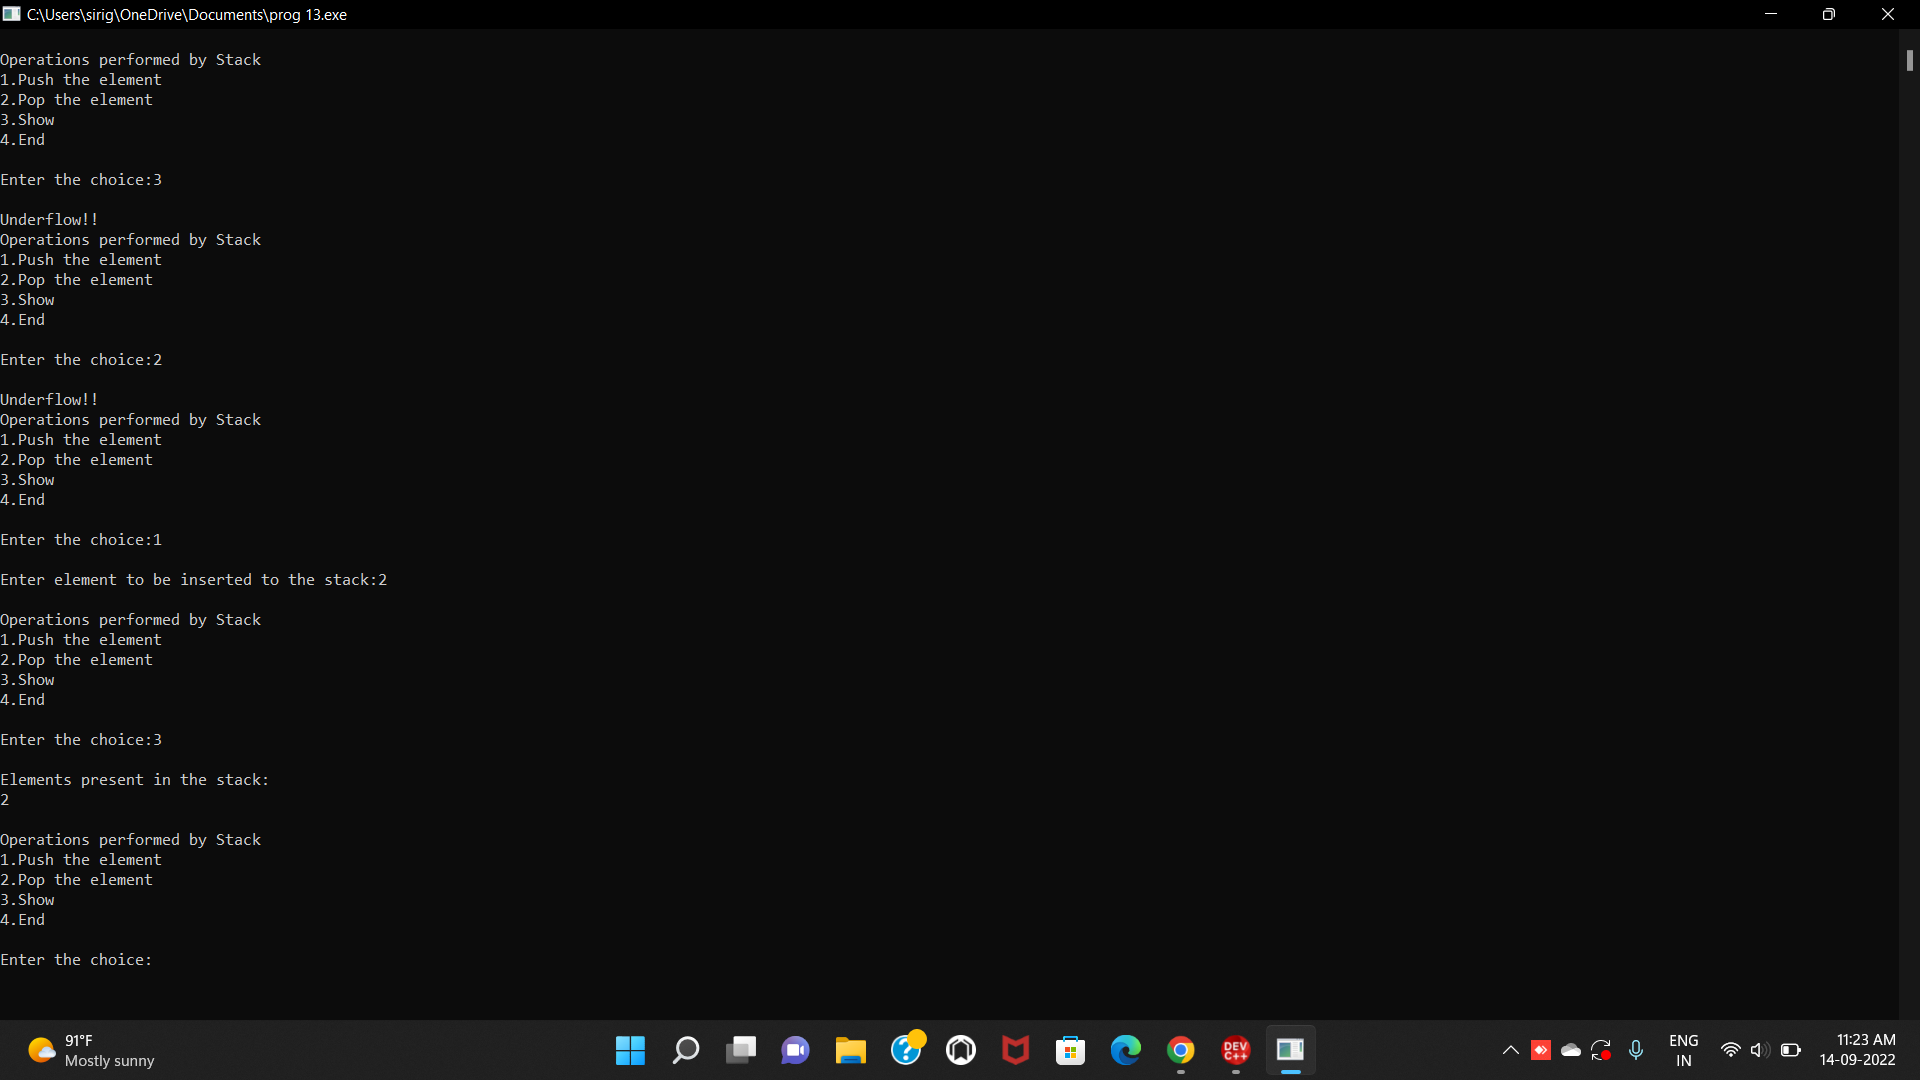 C:\Users\sirig\OneDrive\Documents\prog 13.exe
Operations performed by Stack
1.Push the element
2.Pop the element
3.Show
4.End
Enter the choice:3
Underflow!!
Operations performed by Stack
1.Push the element
2.Pop the element
3.Show
4.End
Enter the choice:2
Underflow!!
Operations performed by Stack
1.Push the element
2.Pop the element
3.Show
4.End
Enter the choice:1
Enter element to be inserted to the stack:2
Operations performed by Stack
1.Push the element
2.Pop the element
3.Show
4.End
Enter the choice:3
Elements present in the stack:
2
Operations performed by Stack
1.Push the element
2.Pop the element
3.Show
4.End
Enter the choice:
91°F
Mostly sunny
DEV
C++
ENG
IN
11:23 AM
14-09-2022